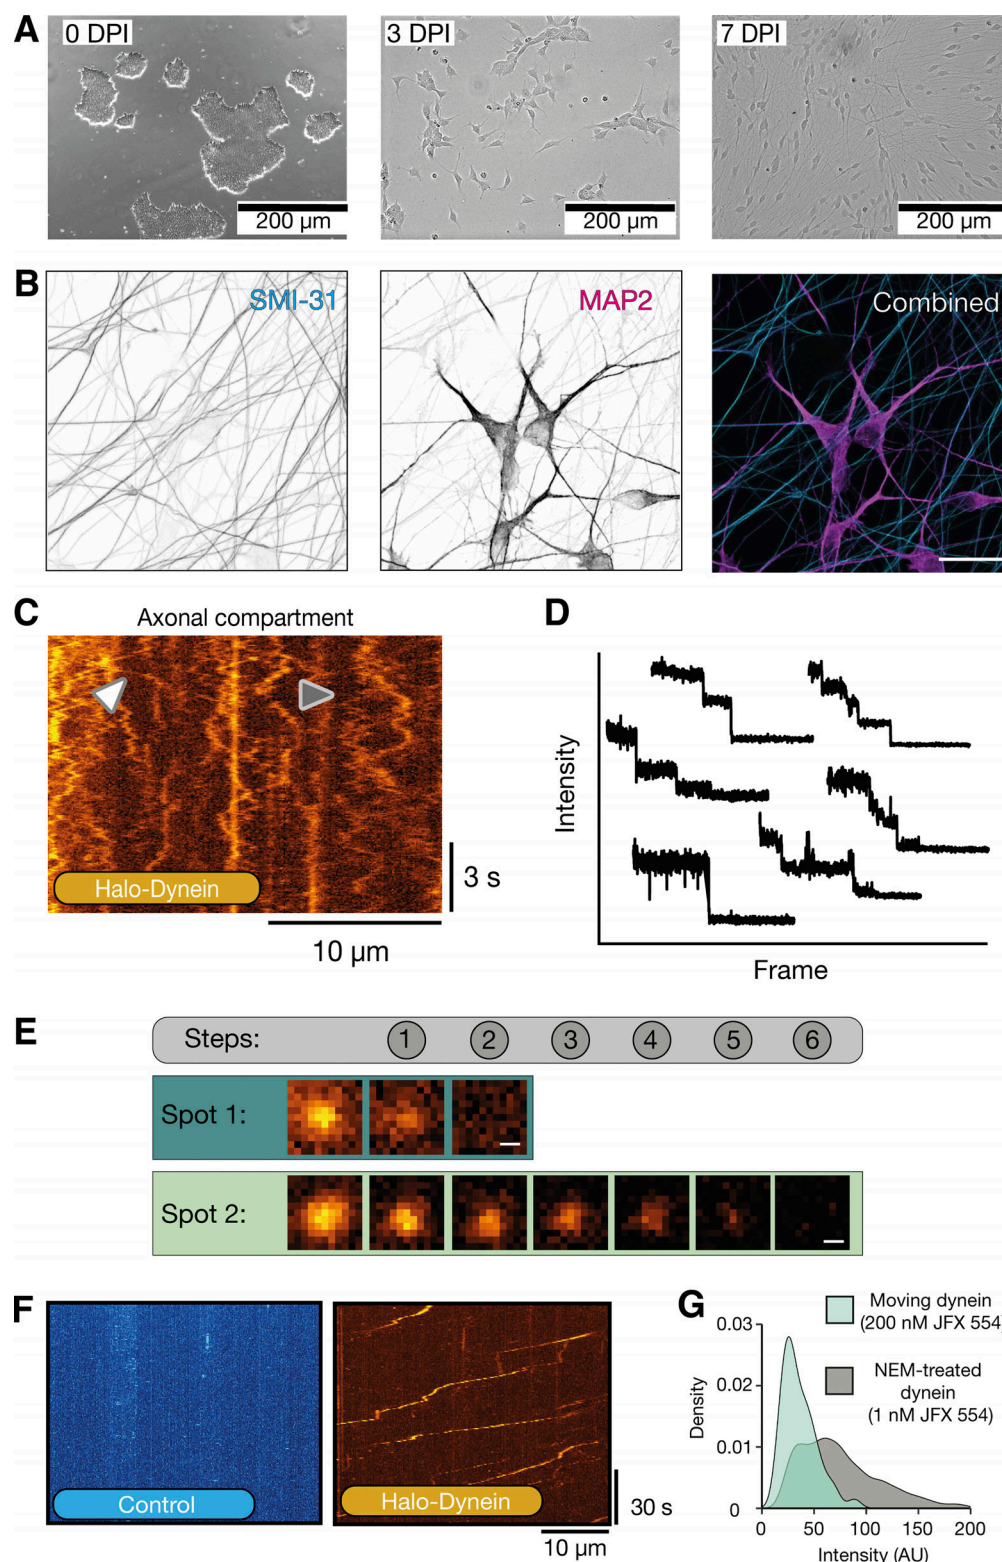 A
0 DPI
200 µm
3 DPI
200 µm
7 DPI
200 µm
B
SMI-31
MAP2
Combined
C
Axonal compartment
Halo-Dynein
3 s
10 µm
D
Intensity
Frame
E
Steps:
1
2
3
4
5
6
Spot 1:
Spot 2:
F
Control
Halo-Dynein
30 s
10 µm
G
Moving dynein
(200 nM JFX 554)
NEM-treated
dynein
(1 nM JFX 554)
Density
0.03
0.02
0.01
0
0
50
100
150
200
Intensity (AU)